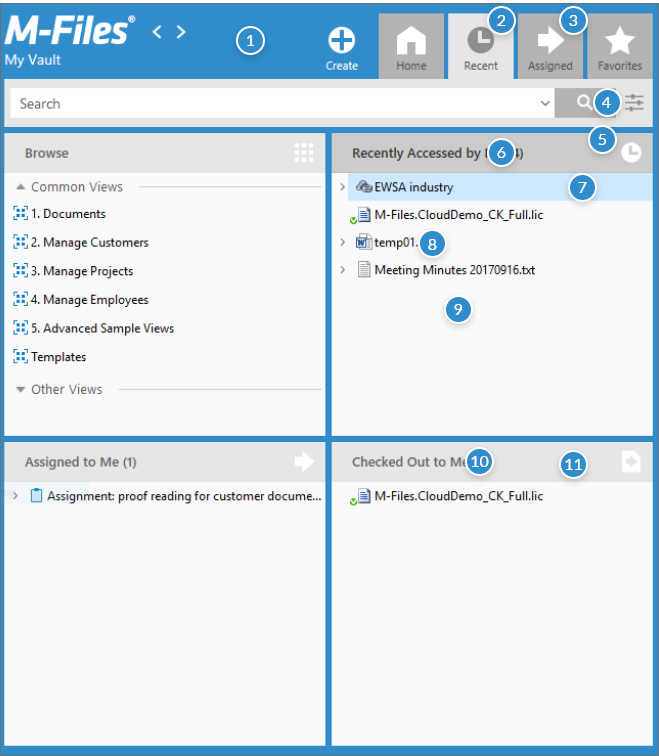 M-Files®
My Vault
1
Create
Home
2
Recent
3
Assigned
Favorites
Search
4
5
Browse
Common Views
1. Documents
2. Manage Customers
3. Manage Projects
4. Manage Employees
5. Advanced Sample Views
Templates
Other Views
Recently Accessed by 6 4)
EWSA industry 7
M-Files.CloudDemo_CK_Full.lic
temp01. 8
Meeting Minutes 20170916.txt
9
Assigned to Me (1)
Assignment: proof reading for customer docume...
Checked Out to 10
11
M-Files.CloudDemo_CK_Full.lic